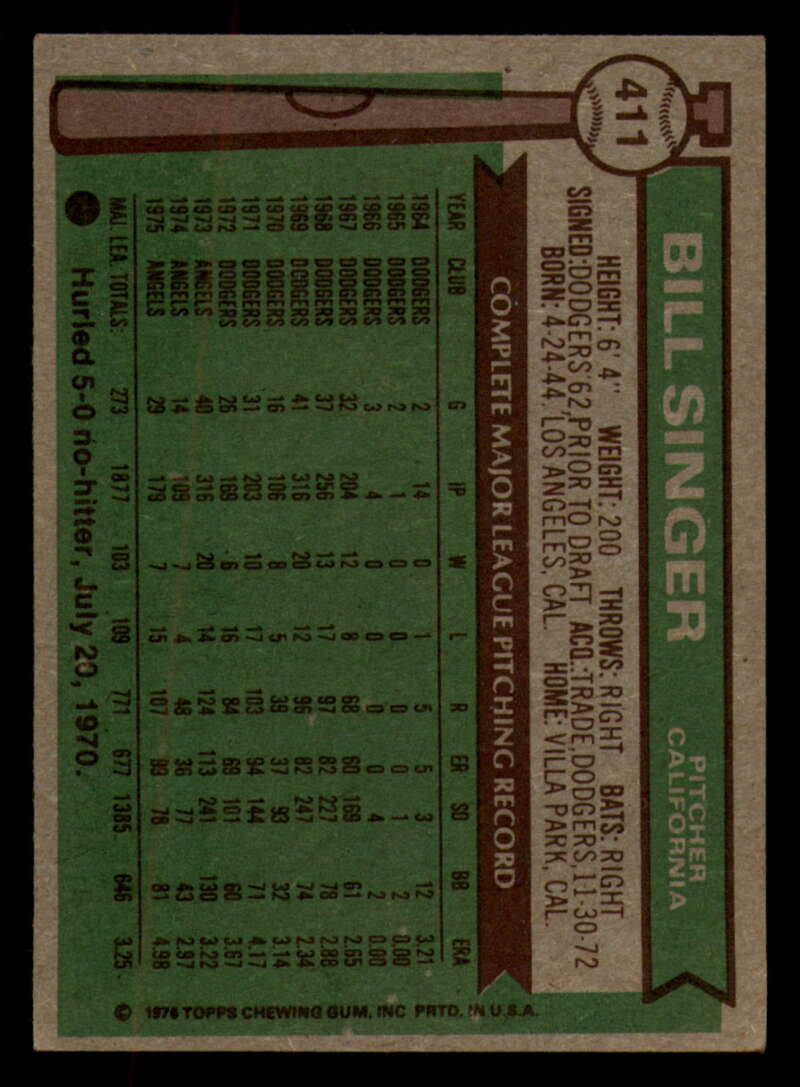 411
BILL SINGER
PITCHER
CALIFORNIA
HEIGHT: 6' 4" WEIGHT: 200 THROWS: RIGHT BATS: RIGHT
SIGNED: DODGERS '62, PRIOR TO DRAFT ACQ.: TRADE, DODGERS, 11-30-72
BORN: 4-24-44, LOS ANGELES, CAL. HOME: VILLA PARK, CAL.
COMPLETE MAJOR LEAGUE PITCHING RECORD
YEAR CLUB G IP W L R ER SO BB ERA
1964 DODGERS 2 14 0 1 5 5 3 12 3.21
1965 DODGERS 2 1 0 0 0 0 1 2 0.00
1966 DODGERS 3 4 0 0 0 0 4 2 0.00
1967 DODGERS 32 204 12 8 68 60 169 61 2.65
1968 DODGERS 37 256 13 17 97 82 227 78 2.88
1969 DODGERS 41 316 20 12 96 82 247 74 2.34
1970 DODGERS 16 106 8 5 39 37 93 32 3.14
1971 DODGERS 31 203 10 17 103 94 144 71 4.17
1972 DODGERS 26 169 6 16 84 69 101 60 3.67
1973 ANGELS 40 316 20 14 124 113 241 130 3.22
1974 ANGELS 14 109 7 4 48 36 77 43 2.97
1975 ANGELS 29 179 7 15 107 99 78 81 4.98
MAJ. LEA. TOTALS: 273 1877 103 109 771 677 1385 646 3.25
Hurled 5-0 no-hitter, July 20, 1970.
© 1976 TOPPS CHEWING GUM, INC PRTD. IN U.S.A.